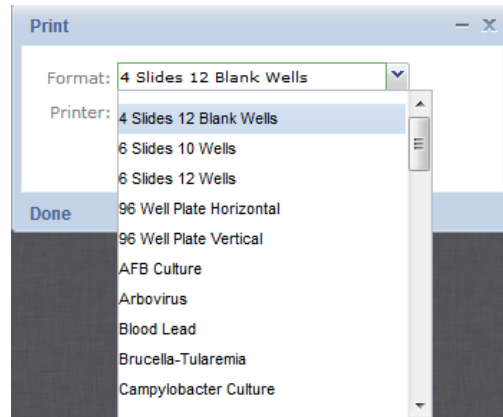 Print
Format: 4 Slides 12 Blank Wells
Printer:
4 Slides 12 Blank Wells
6 Slides 10 Wells
6 Slides 12 Wells
96 Well Plate Horizontal
96 Well Plate Vertical
AFB Culture
Arbovirus
Blood Lead
Brucella-Tularemia
Campylobacter Culture
Done